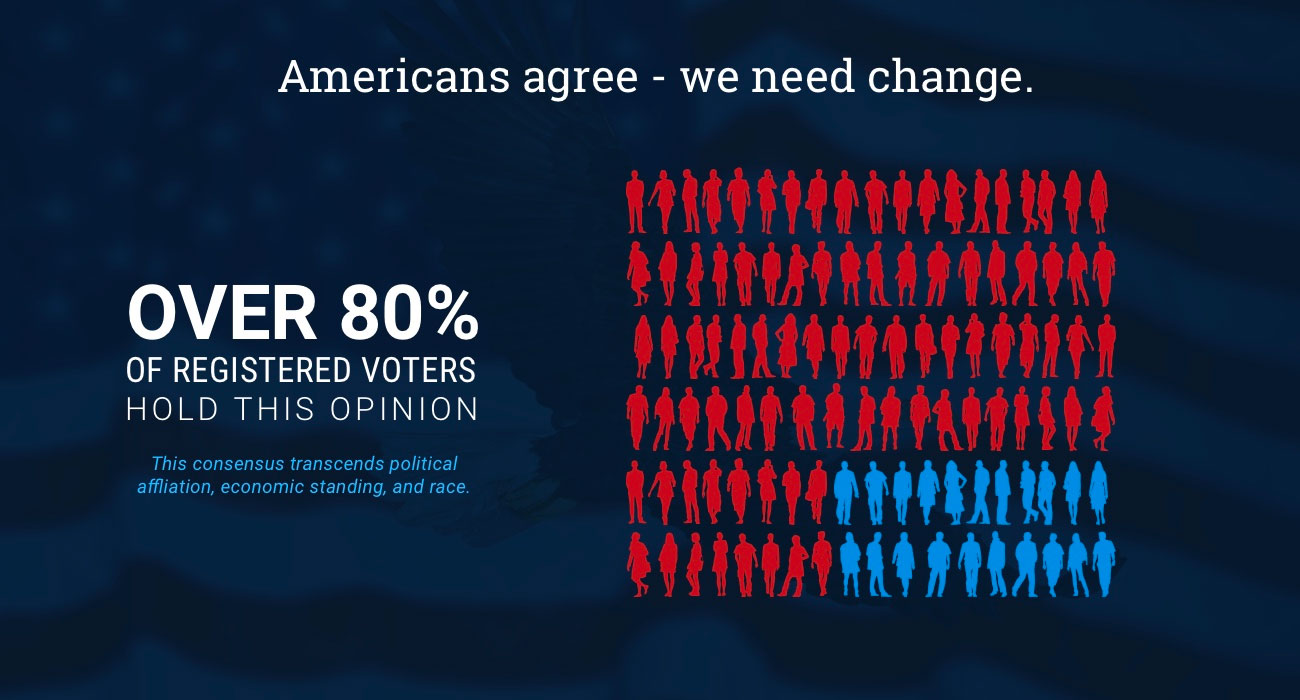 Americans agree - we need change.
OVER 80%
OF REGISTERED VOTERS
HOLD THIS OPINION
This consensus transcends political
affliation, economic standing, and race.